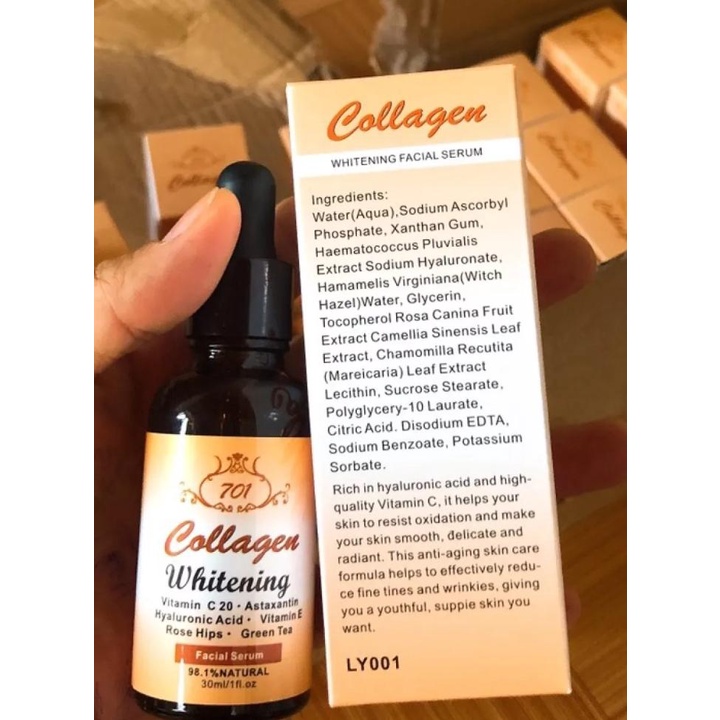 Collagen
WHITENING FACIAL SERUM
Ingredients:
Water(Aqua),Sodium Ascorbyl
Phosphate, Xanthan Gum,
Haematococcus Pluvialis
Extract Sodium Hyaluronate,
Hamamelis Virginiana(Witch
Hazel)Water, Glycerin,
Tocopherol Rosa Canina Fruit
Extract Camellia Sinensis Leaf
Extract, Chamomilla Recutita
(Mareicaria) Leaf Extract
Lecithin, Sucrose Stearate,
Polyglycery-10 Laurate,
Citric Acid. Disodium EDTA,
Sodium Benzoate, Potassium
Sorbate.
Rich in hyaluronic acid and high-
quality Vitamin C, it helps your
skin to resist oxidation and make
your skin smooth, delicate and
radiant. This anti-aging skin care
formula helps to effectively redu-
ce fine tines and wrinkies, giving
you a youthful, suppie skin you
want.
LY001
701
Collagen
Whitening
Vitamin C 20 · Astaxantin
Hyaluronic Acid · Vitamin E
Rose Hips · Green Tea
Facial Serum
98.1%NATURAL
30ml/1fl.oz
701
Collagen